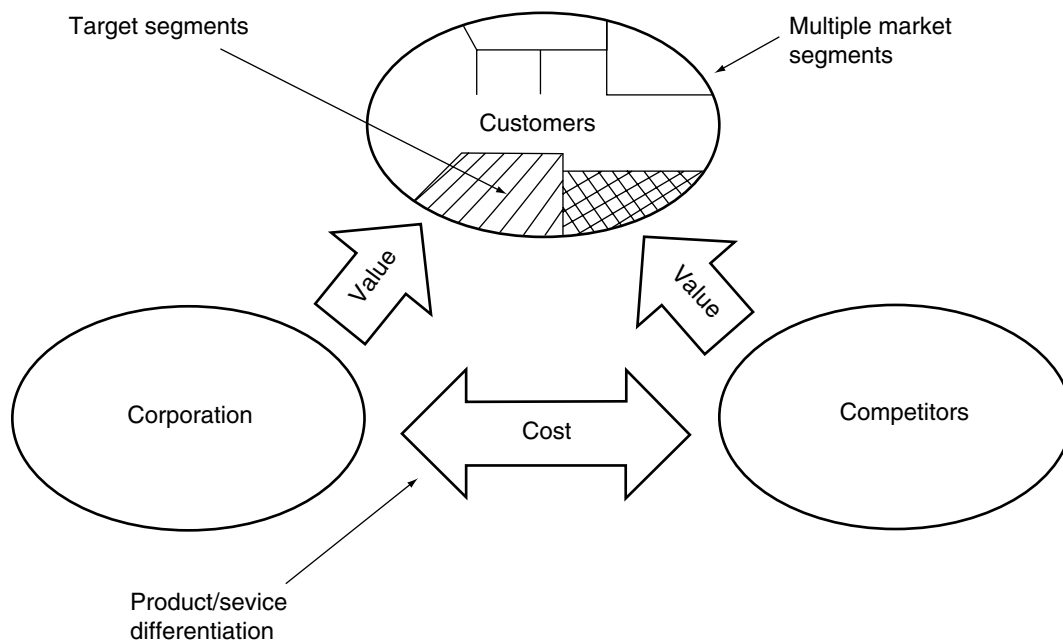 Target segments
Multiple market
segments
Customers
Value
Value
Corporation
Cost
Competitors
Product/sevice
differentiation